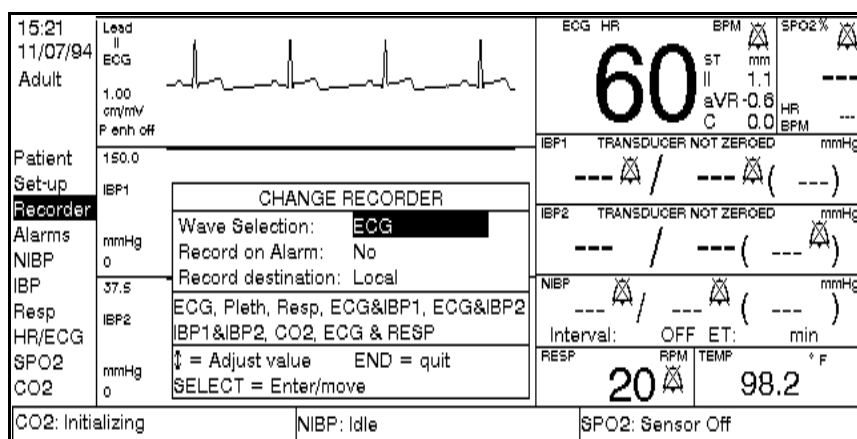 15:21
11/07/94
Adult
Lead
II
ECG
1.00
cm/mV
P enh off
ECG HR BPM
60
ST mm
II 1.1
aVR -0.6
C 0.0
SPO2%
---
HR
BPM ---
Patient
Set-up
Recorder
Alarms
NIBP
IBP
Resp
HR/ECG
SPO2
CO2
150.0
IBP1
mmHg
0
37.5
IBP2
mmHg
0
CHANGE RECORDER
Wave Selection: ECG
Record on Alarm: No
Record destination: Local
ECG, Pleth, Resp, ECG&IBP1, ECG&IBP2
IBP1&IBP2, CO2, ECG & RESP
↕ = Adjust value END = quit
SELECT = Enter/move
IBP1 TRANSDUCER NOT ZEROED mmHg
--- / --- ( --- )
IBP2 TRANSDUCER NOT ZEROED mmHg
--- / --- ( --- )
NIBP mmHg
--- / --- ( --- )
Interval: OFF ET: min
RESP RPM
20
TEMP ° F
98.2
CO2: Initializing
NIBP: Idle
SPO2: Sensor Off